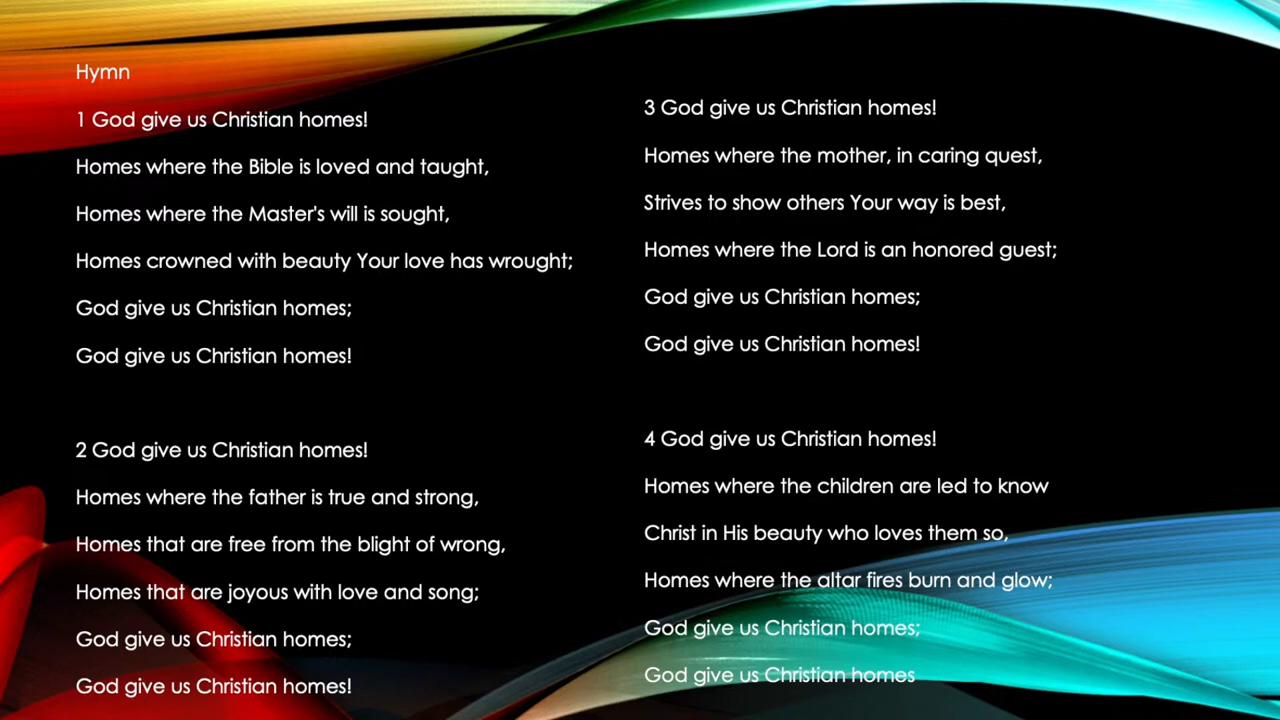 Hymn
1 God give us Christian homes!
Homes where the Bible is loved and taught,
Homes where the Master's will is sought,
Homes crowned with beauty Your love has wrought;
God give us Christian homes;
God give us Christian homes!
2 God give us Christian homes!
Homes where the father is true and strong,
Homes that are free from the blight of wrong,
Homes that are joyous with love and song;
God give us Christian homes;
God give us Christian homes!
3 God give us Christian homes!
Homes where the mother, in caring quest,
Strives to show others Your way is best,
Homes where the Lord is an honored guest;
God give us Christian homes;
God give us Christian homes!
4 God give us Christian homes!
Homes where the children are led to know
Christ in His beauty who loves them so,
Homes where the altar fires burn and glow;
God give us Christian homes;
God give us Christian homes